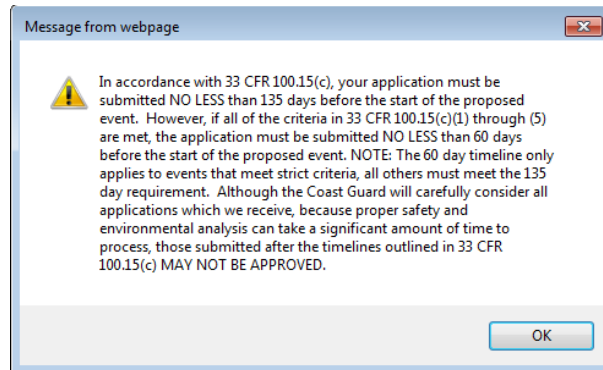 Message from webpage
In accordance with 33 CFR 100.15(c), your application must be
submitted NO LESS than 135 days before the start of the proposed
event.  However, if all of the criteria in 33 CFR 100.15(c)(1) through (5)
are met, the application must be submitted NO LESS than 60 days
before the start of the proposed event. NOTE: The 60 day timeline only
applies to events that meet strict criteria, all others must meet the 135
day requirement.  Although the Coast Guard will carefully consider all
applications which we receive, because proper safety and
environmental analysis can take a significant amount of time to
process, those submitted after the timelines outlined in 33 CFR
100.15(c) MAY NOT BE APPROVED.
OK